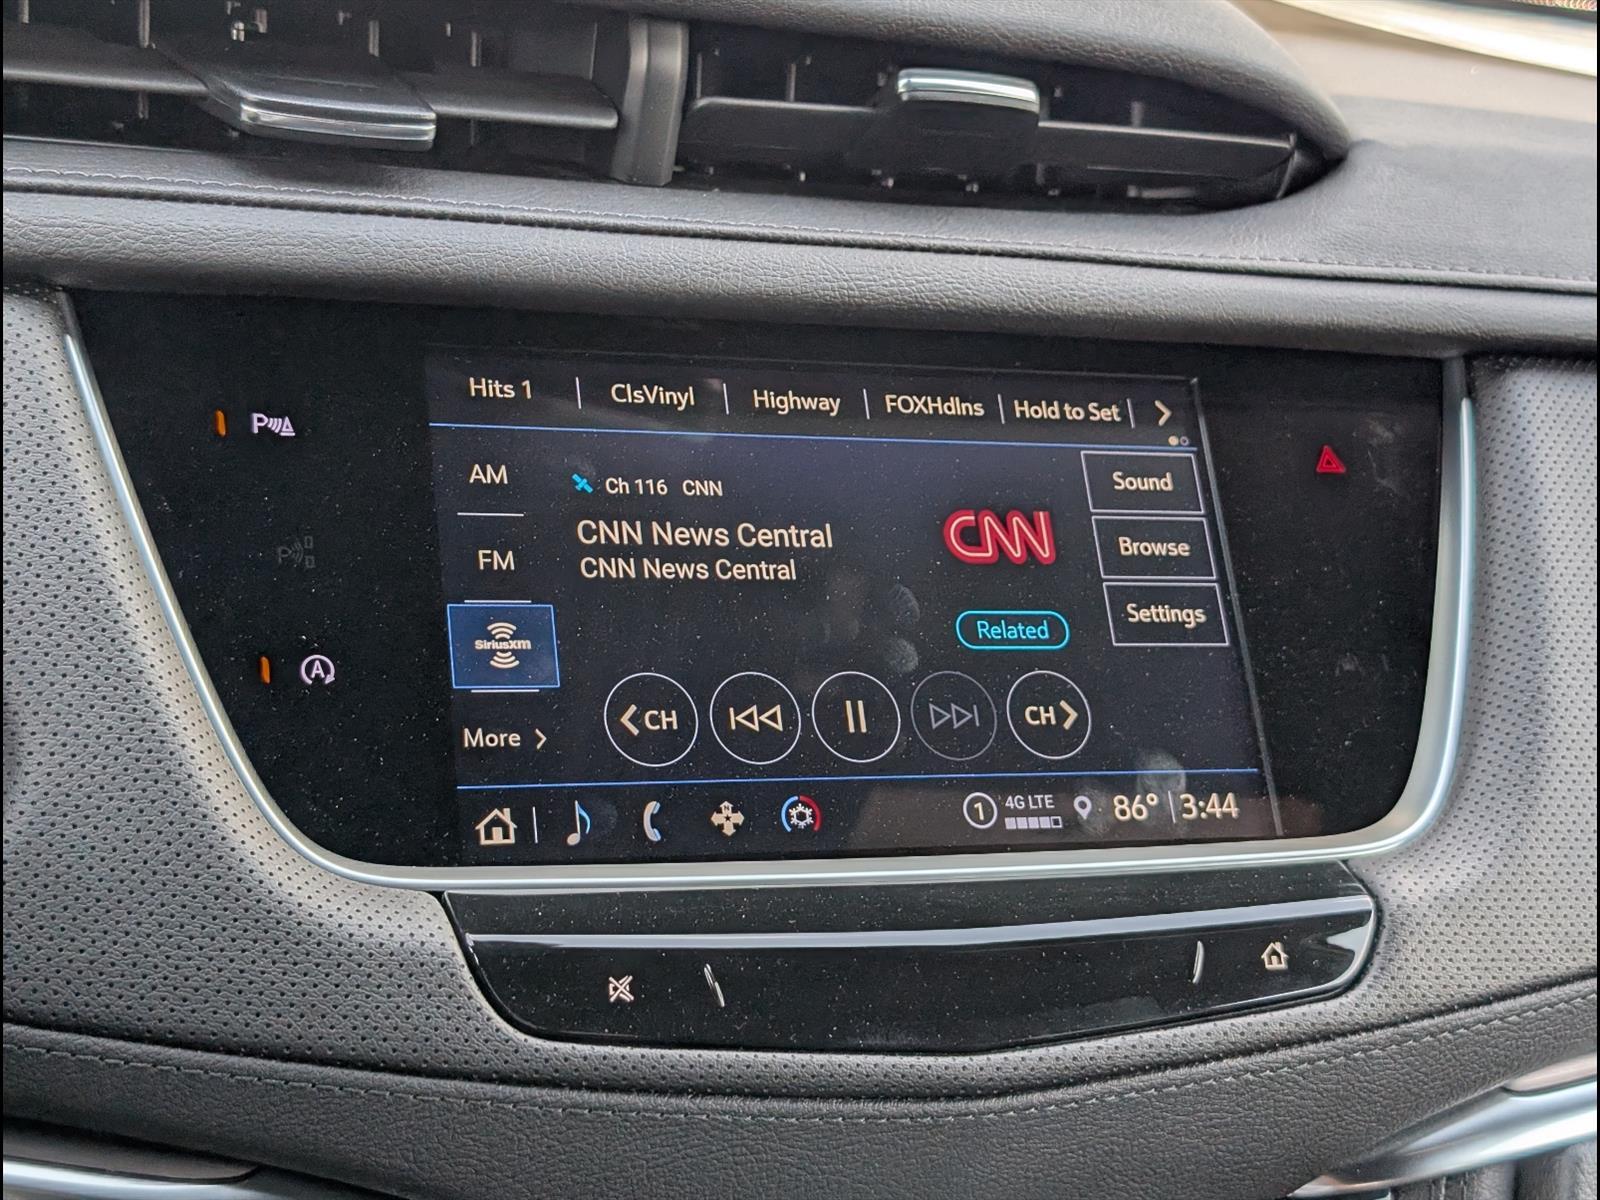 Hits 1 | ClsVinyl | Highway | FOXHdlns | Hold to Set | >
AM
Ch 116 CNN
Sound
CNN News Central
CNN
FM
CNN News Central
Browse
Related
Settings
SiriusXM
More >
<CH
CH>
1 4G LTE 86° 3:44
P
P
A